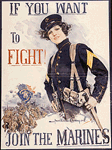 IF YOU WANT
TO
FIGHT!
JOIN THE MARINES